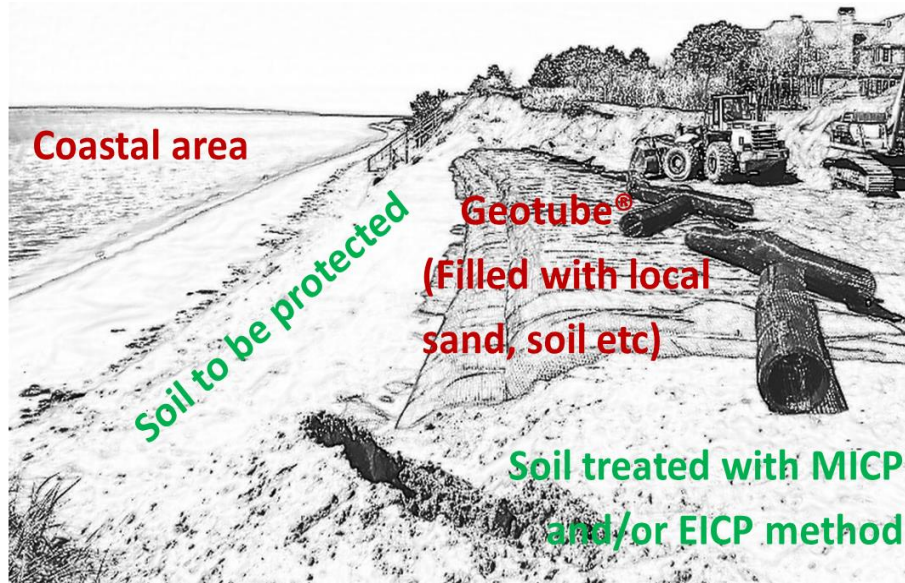 Coastal area
Soil to be protected
Geotube®
(Filled with local
sand, soil etc)
Soil treated with MICP
and/or EICP method